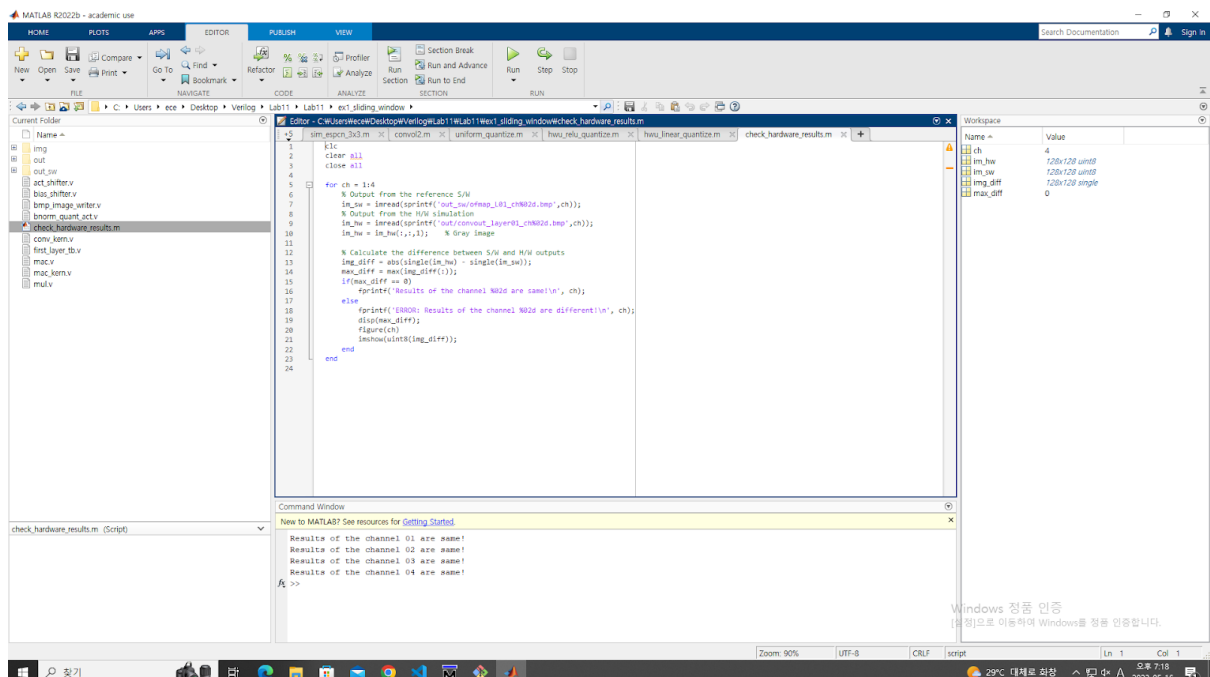 MATLAB R2022b - academic use
HOME PLOTS APPS EDITOR PUBLISH VIEW
Search Documentation
Sign In
New Open Save
Compare
Print
Go To
Find
Bookmark
Refactor
Profiler
Analyze
Run Section
Section Break
Run and Advance
Run to End
Run Step Stop
FILE NAVIGATE CODE ANALYZE SECTION RUN
C: ▸ Users ▸ ece ▸ Desktop ▸ Verilog ▸ Lab11 ▸ Lab11 ▸ ex1_sliding_window ▸
Current Folder
Name
img
out
out_sw
act_shifter.v
bias_shifter.v
bmp_image_writer.v
bnorm_quant_act.v
check_hardware_results.m
conv_kern.v
first_layer_tb.v
mac.v
mac_kern.v
mul.v
check_hardware_results.m (Script)
Editor - C:₩Users₩ece₩Desktop₩Verilog₩Lab11₩Lab11₩ex1_sliding_window₩check_hardware_results.m
+5 sim_espcn_3x3.m convol2.m uniform_quantize.m hwu_relu_quantize.m hwu_linear_quantize.m check_hardware_results.m +
1 clc
2 clear all
3 close all
4
5 for ch = 1:4
6 % Output from the reference S/W
7 im_sw = imread(sprintf('out_sw/ofmap_L01_ch%02d.bmp',ch));
8 % Output from the H/W simulation
9 im_hw = imread(sprintf('out/convout_layer01_ch%02d.bmp',ch));
10 im_hw = im_hw(:,:,1); % Gray image
11
12 % Calculate the difference between S/W and H/W outputs
13 img_diff = abs(single(im_hw) - single(im_sw));
14 max_diff = max(img_diff(:));
15 if(max_diff == 0)
16 fprintf('Results of the channel %02d are same!\n', ch);
17 else
18 fprintf('ERROR: Results of the channel %02d are different!\n', ch);
19 disp(max_diff);
20 figure(ch)
21 imshow(uint8(img_diff));
22 end
23 end
24
Command Window
New to MATLAB? See resources for Getting Started.
Results of the channel 01 are same!
Results of the channel 02 are same!
Results of the channel 03 are same!
Results of the channel 04 are same!
fx >>
Workspace
Name Value
ch 4
im_hw 128x128 uint8
im_sw 128x128 uint8
img_diff 128x128 single
max_diff 0
Windows 정품 인증
[설정]으로 이동하여 Windows를 정품 인증합니다.
Zoom: 90% UTF-8 CRLF script Ln 1 Col 1
찾기
29°C 대체로 화창
A
오후 7:18